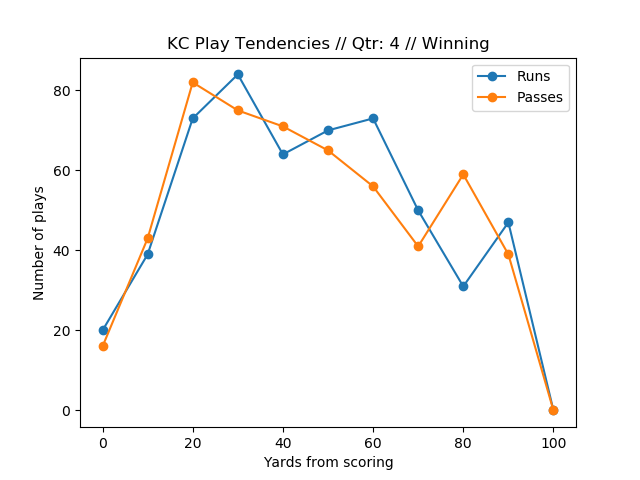 KC Play Tendencies // Qtr: 4 // Winning
Runs
Passes
Number of plays
80
60
40
20
0
0 20 40 60 80 100
Yards from scoring